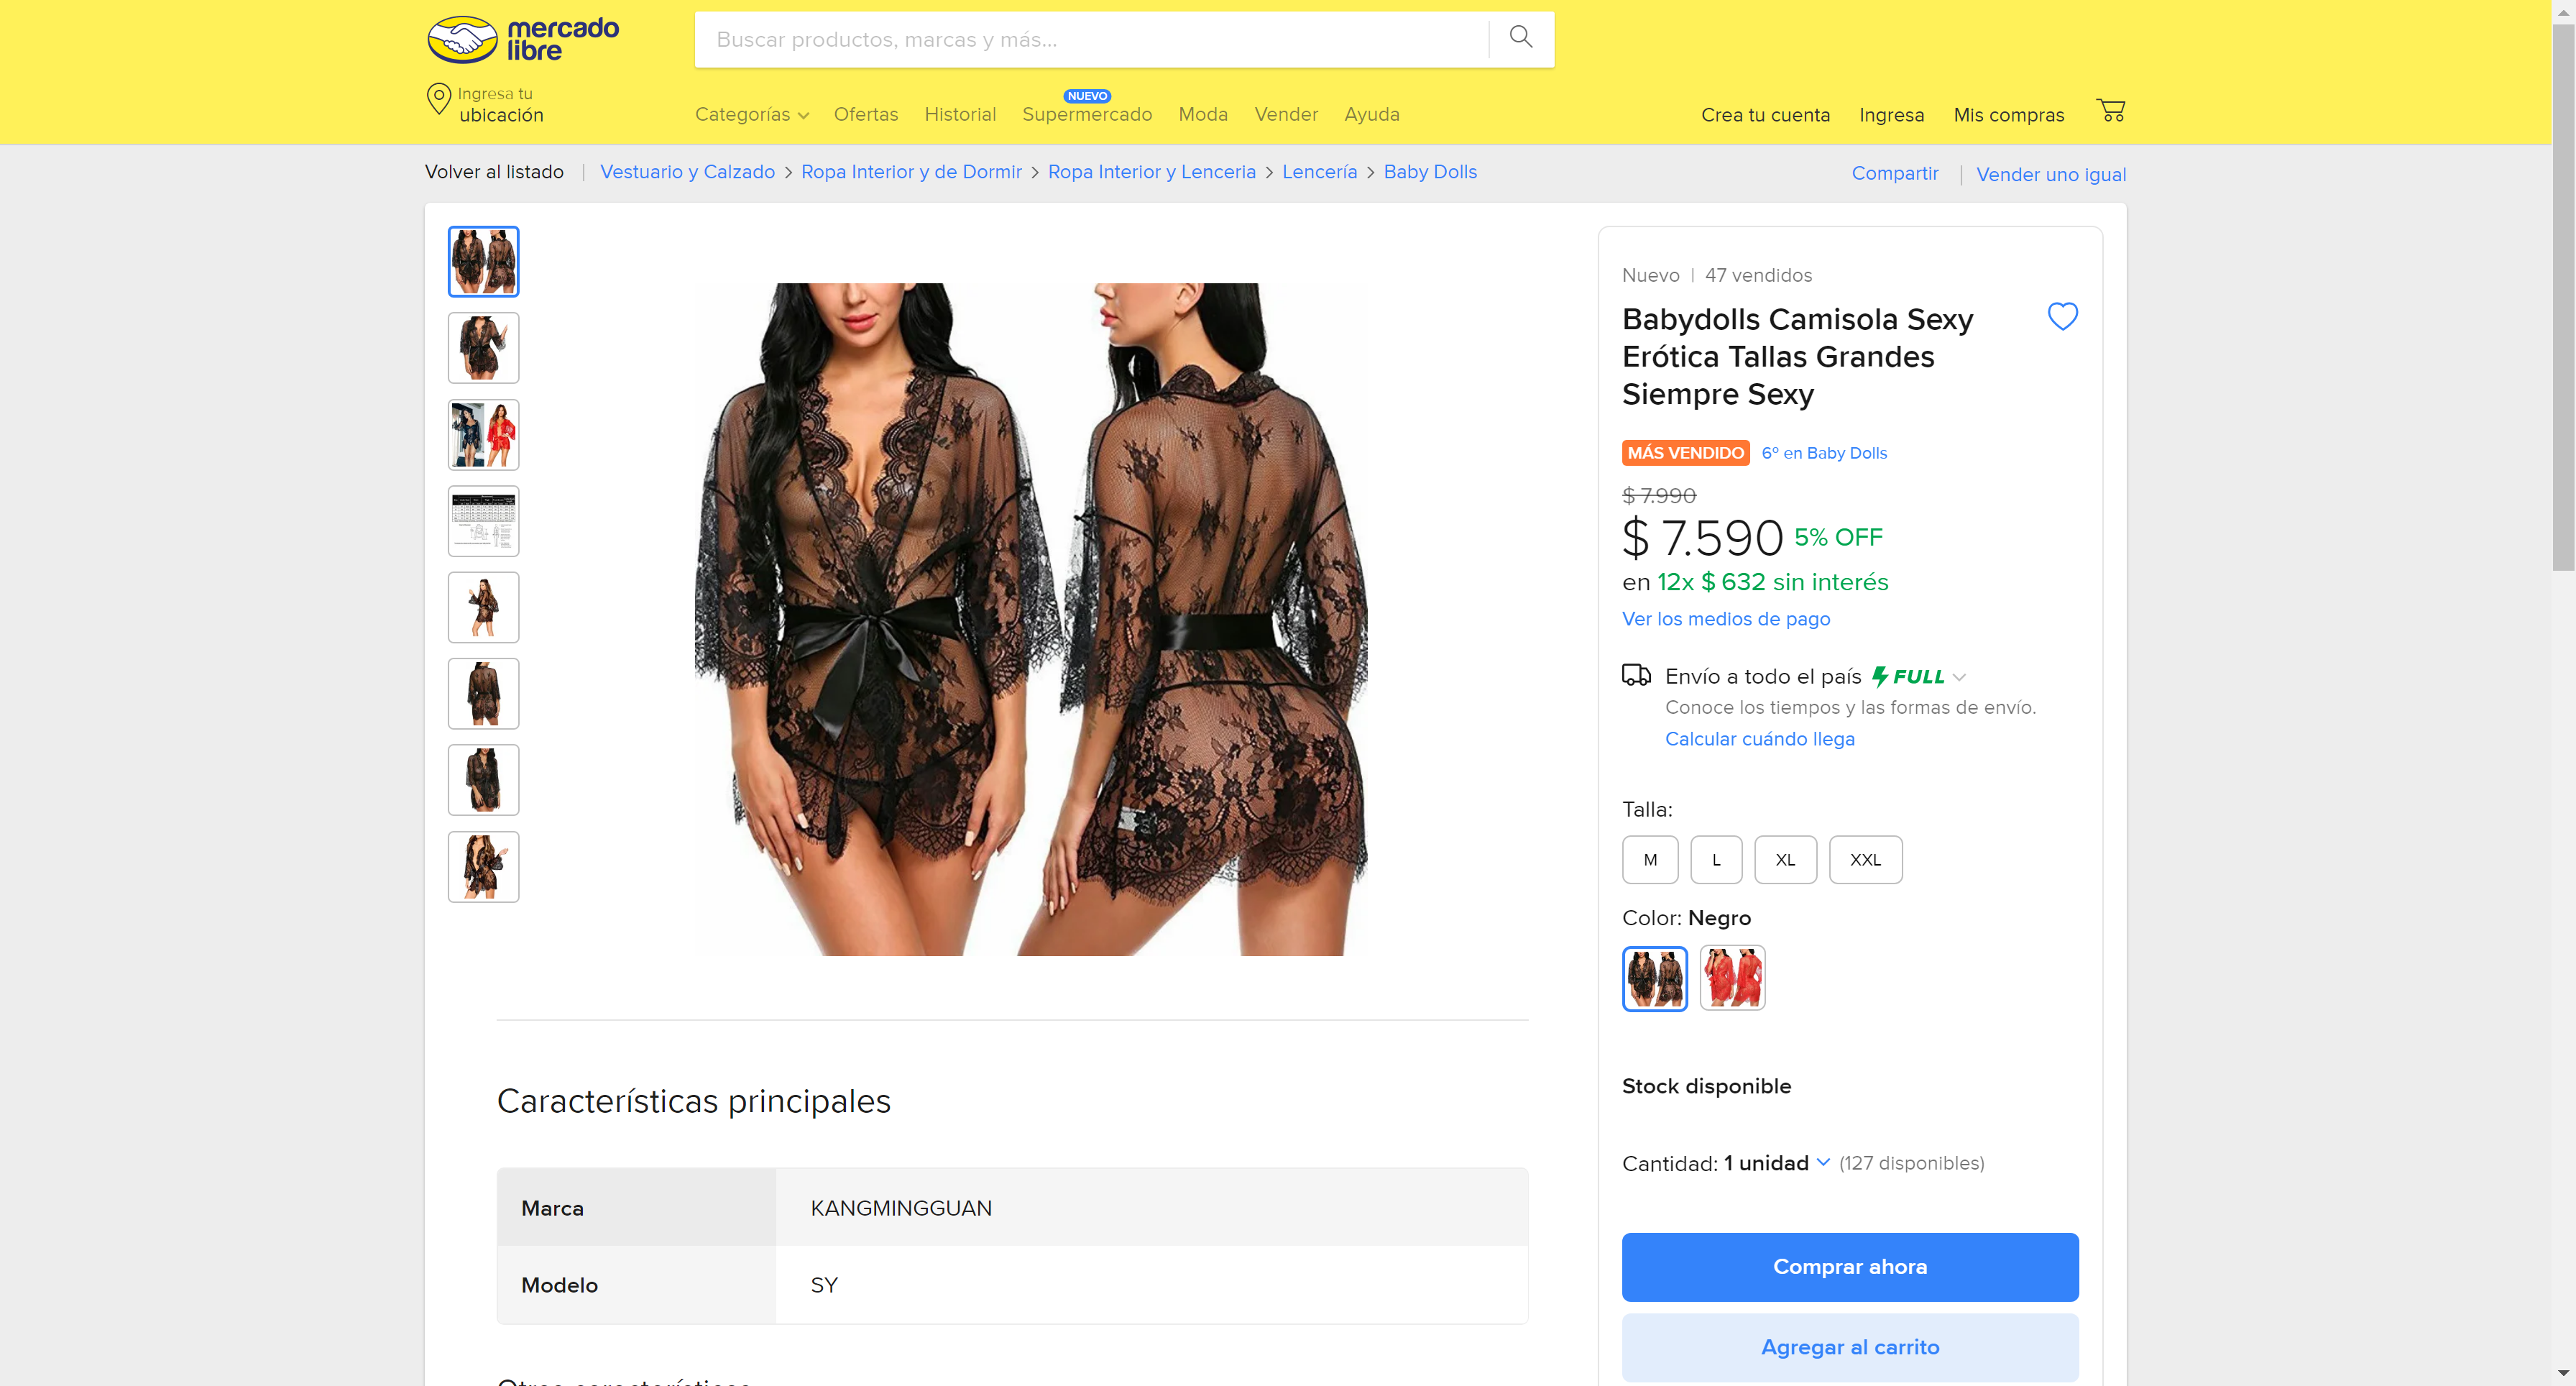 mercado
libre
Buscar productos, marcas y más...
Ingresa tu
ubicación
Categorías
Ofertas
Historial
NUEVO
Supermercado
Moda
Vender
Ayuda
Crea tu cuenta
Ingresa
Mis compras
Volver al listado | Vestuario y Calzado > Ropa Interior y de Dormir > Ropa Interior y Lenceria > Lencería > Baby Dolls
Compartir | Vender uno igual
Nuevo | 47 vendidos
Babydolls Camisola Sexy
Erótica Tallas Grandes
Siempre Sexy
MÁS VENDIDO 6º en Baby Dolls
$ 7.990
$ 7.590 5% OFF
en 12x $ 632 sin interés
Ver los medios de pago
Envío a todo el país FULL
Conoce los tiempos y las formas de envío.
Calcular cuándo llega
Talla:
M L XL XXL
Color: Negro
Stock disponible
Cantidad: 1 unidad (127 disponibles)
Comprar ahora
Agregar al carrito
Características principales
Marca KANGMINGGUAN
Modelo SY